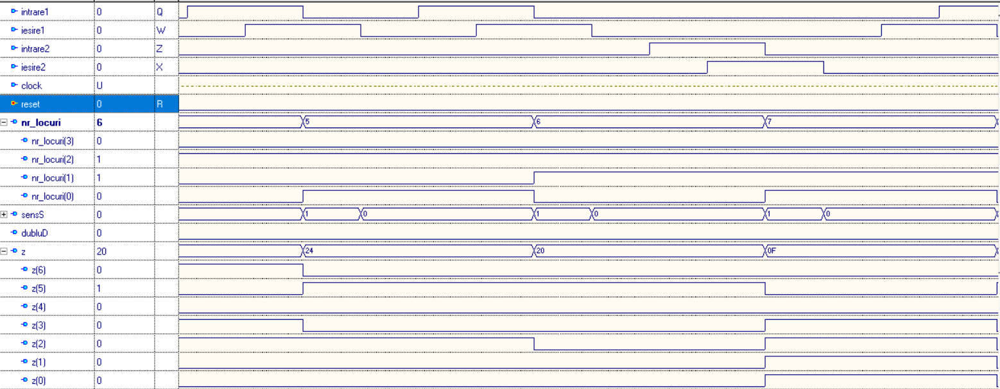 intrare1 0 Q
iesire1 0 W
intrare2 0 Z
iesire2 0 X
clock U
reset 0 R
nr_locuri 6 5 6 7
nr_locuri(3) 0
nr_locuri(2) 1
nr_locuri(1) 1
nr_locuri(0) 0
sensS 0 1 0 1 0 1 0
dubluD 0
z 20 24 20 0F
z(6) 0
z(5) 1
z(4) 0
z(3) 0
z(2) 0
z(1) 0
z(0) 0